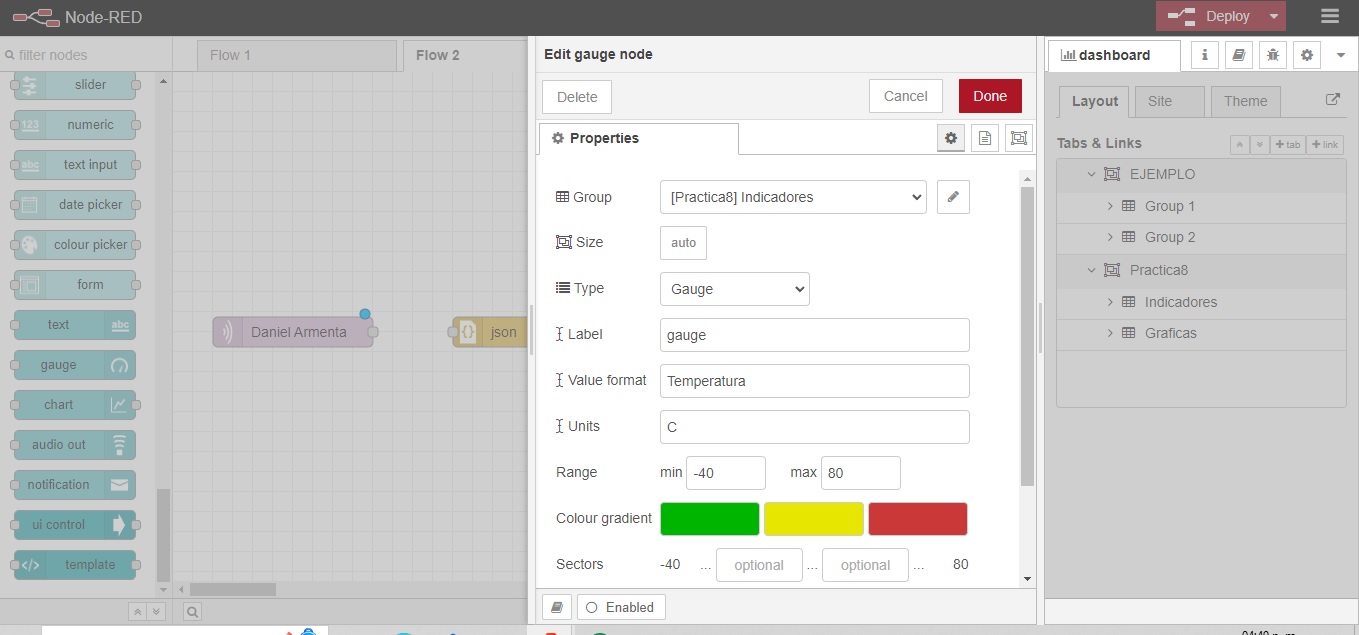 Node-RED
Deploy
filter nodes
Flow 1
Flow 2
slider
123 numeric
abc text input
date picker
colour picker
form
text abc
gauge
chart
audio out
notification
ui control
</> template
Daniel Armenta
{} json
Edit gauge node
Delete
Cancel
Done
Properties
Group
[Practica8] Indicadores
Size
auto
Type
Gauge
Label
gauge
Value format
Temperatura
Units
C
Range
min -40
max 80
Colour gradient
Sectors
-40 ... optional ... optional ... 80
Enabled
dashboard
i
Layout
Site
Theme
Tabs & Links
+ tab
+ link
EJEMPLO
Group 1
Group 2
Practica8
Indicadores
Graficas